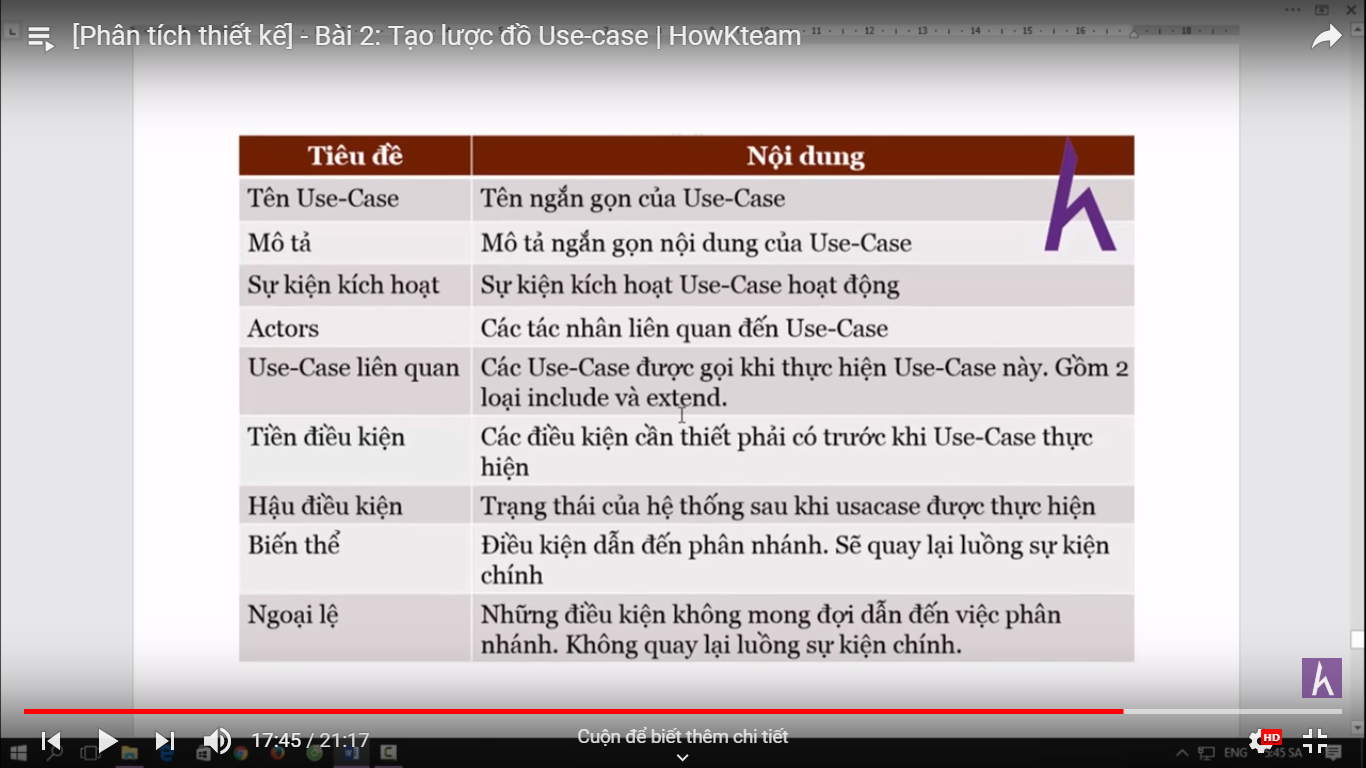 [Phân tích thiết kế] - Bài 2: Tạo lược đồ Use-case | HowKteam
11 12 13 14 15 16 18
Tiêu đề Nội dung
Tên Use-Case Tên ngắn gọn của Use-Case
Mô tả Mô tả ngắn gọn nội dung của Use-Case
Sự kiện kích hoạt Sự kiện kích hoạt Use-Case hoạt động
Actors Các tác nhân liên quan đến Use-Case
Use-Case liên quan Các Use-Case được gọi khi thực hiện Use-Case này. Gồm 2
loại include và extend.
Tiền điều kiện Các điều kiện cần thiết phải có trước khi Use-Case thực
hiện
Hậu điều kiện Trạng thái của hệ thống sau khi usacase được thực hiện
Biến thể Điều kiện dẫn đến phân nhánh. Sẽ quay lại luồng sự kiện
chính
Ngoại lệ Những điều kiện không mong đợi dẫn đến việc phân
nhánh. Không quay lại luồng sự kiện chính.
17:45 / 21:17
Cuộn để biết thêm chi tiết
HD
ENG